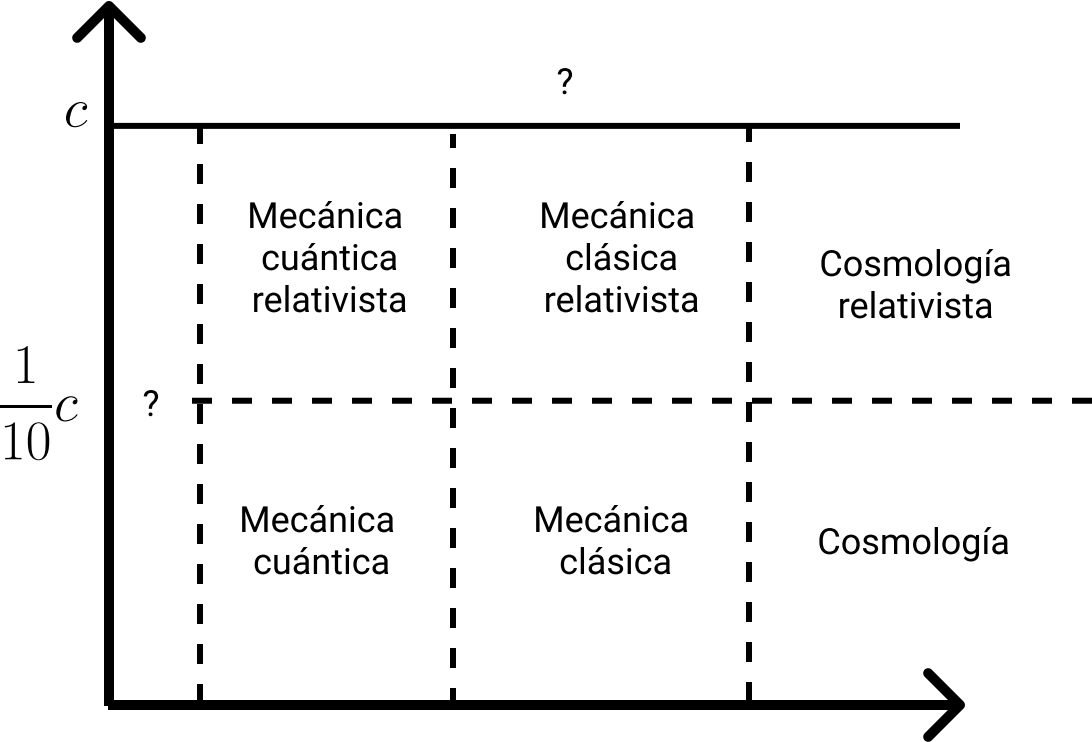 ?
c
Mecánica
cuántica
relativista
Mecánica
clásica
relativista
Cosmología
relativista
1
10
c
?
Mecánica
cuántica
Mecánica
clásica
Cosmología